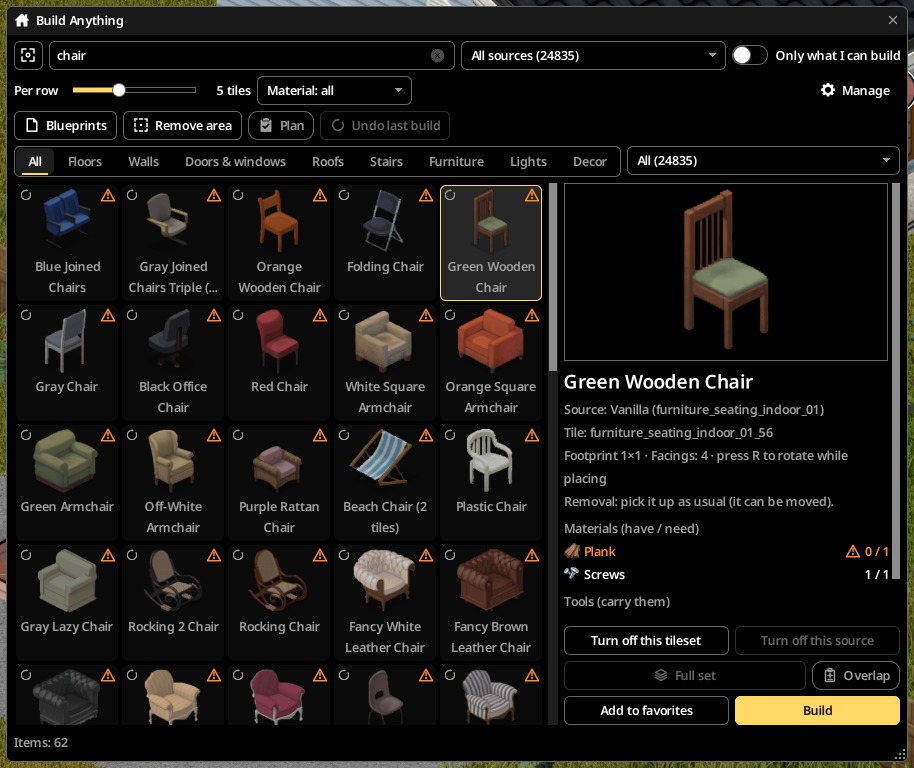 Build Anything
chair
All sources (24835)
Only what I can build
Per row
5 tiles
Material: all
Manage
Blueprints
Remove area
Plan
Undo last build
All
Floors
Walls
Doors & windows
Roofs
Stairs
Furniture
Lights
Decor
All (24835)
Blue Joined
Chairs
Gray Joined
Chairs Triple (...
Orange
Wooden Chair
Folding Chair
Green Wooden
Chair
Gray Chair
Black Office
Chair
Red Chair
White Square
Armchair
Orange Square
Armchair
Green Armchair
Off-White
Armchair
Purple Rattan
Chair
Beach Chair (2
tiles)
Plastic Chair
Gray Lazy Chair
Rocking 2 Chair
Rocking Chair
Fancy White
Leather Chair
Fancy Brown
Leather Chair
Green Wooden Chair
Source: Vanilla (furniture_seating_indoor_01)
Tile: furniture_seating_indoor_01_56
Footprint 1×1 · Facings: 4 · press R to rotate while
placing
Removal: pick it up as usual (it can be moved).
Materials (have / need)
Plank
0 / 1
Screws
1 / 1
Tools (carry them)
Turn off this tileset
Turn off this source
Full set
Overlap
Add to favorites
Build
Items: 62